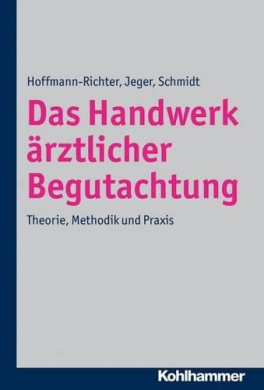 Hoffmann-Richter, Jeger, Schmidt
Das Handwerk
ärztlicher
Begutachtung
Theorie, Methodik und Praxis
Kohlhammer